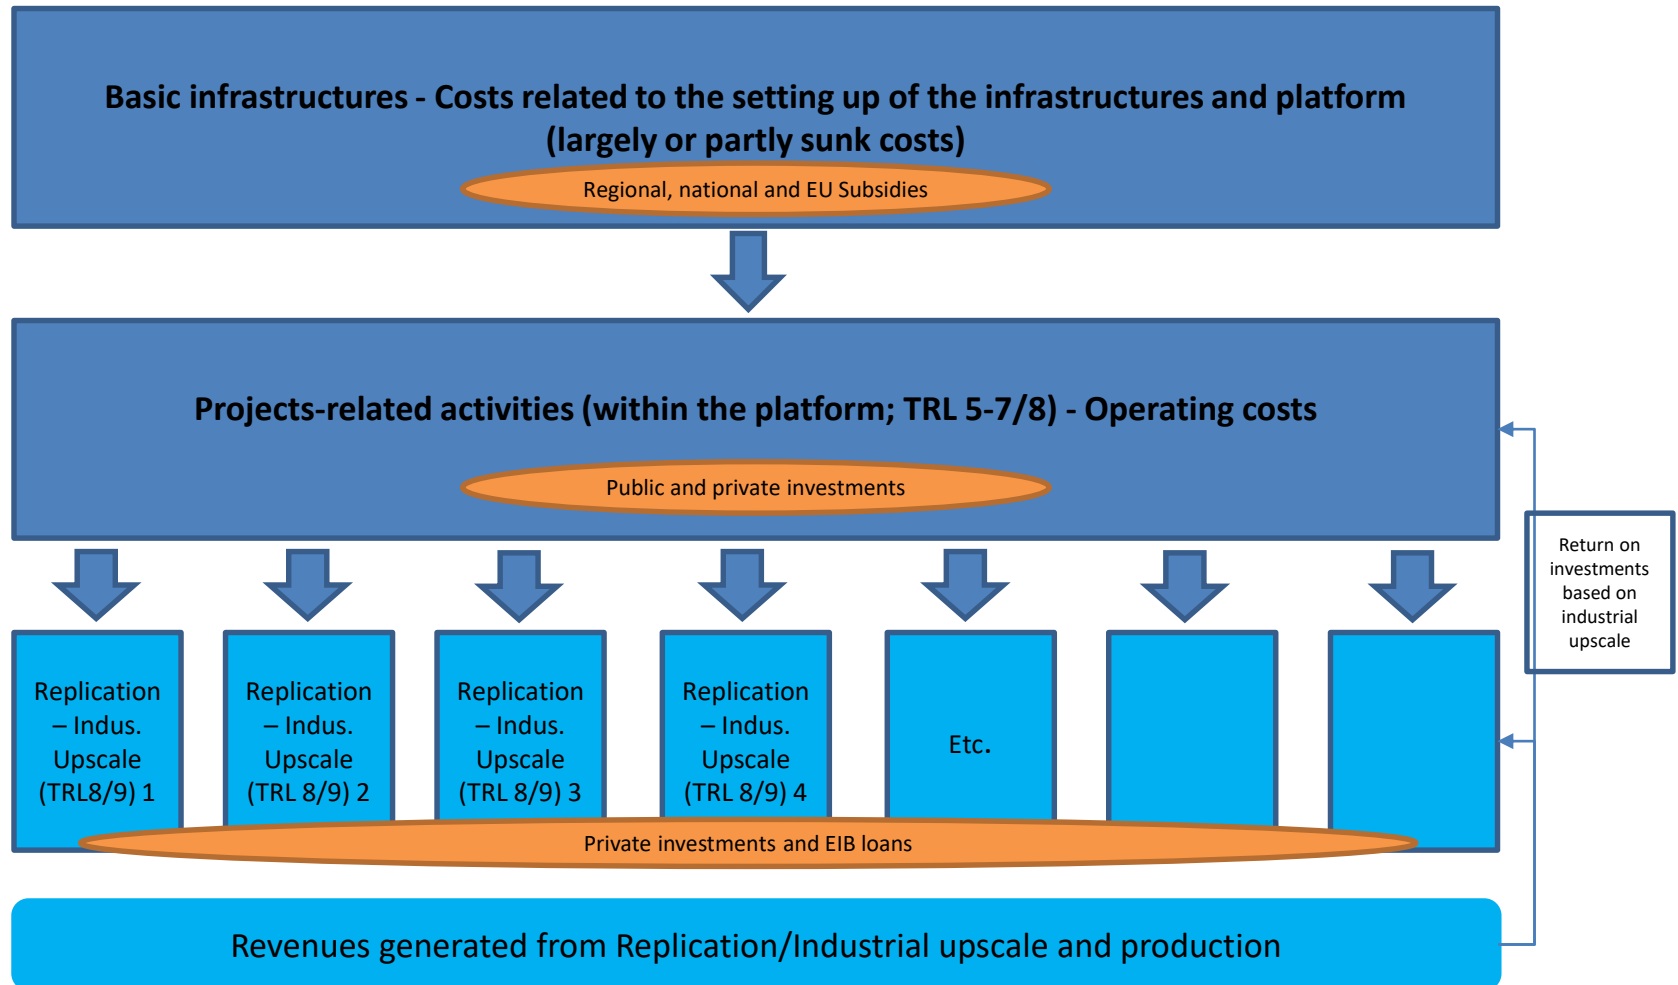 Basic infrastructures - Costs related to the setting up of the infrastructures and platform
(largely or partly sunk costs)
Regional, national and EU Subsidies
Projects-related activities (within the platform; TRL 5-7/8) - Operating costs
Public and private investments
Return on
investments
based on
industrial
upscale
Replication
– Indus.
Upscale
(TRL8/9) 1
Replication
– Indus.
Upscale
(TRL 8/9) 2
Replication
– Indus.
Upscale
(TRL 8/9) 3
Replication
– Indus.
Upscale
(TRL 8/9) 4
Etc.
Private investments and EIB loans
Revenues generated from Replication/Industrial upscale and production